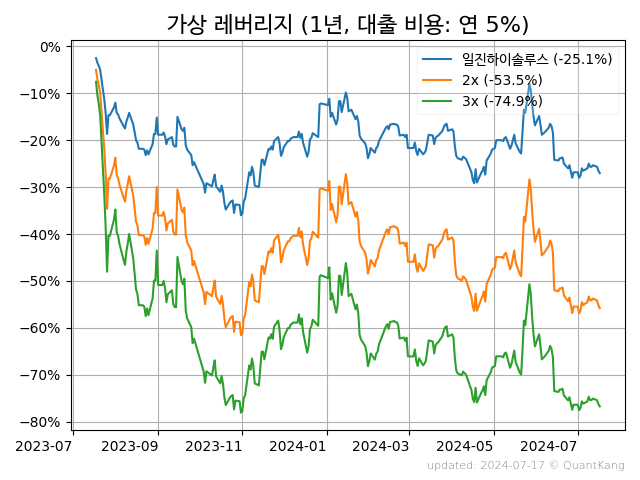 가상 레버리지 (1년, 대출 비용: 연 5%)
일진하이솔루스 (-25.1%)
2x (-53.5%)
3x (-74.9%)
0%
−10%
−20%
−30%
−40%
−50%
−60%
−70%
−80%
2023-07 2023-09 2023-11 2024-01 2024-03 2024-05 2024-07
updated: 2024-07-17 © QuantKang